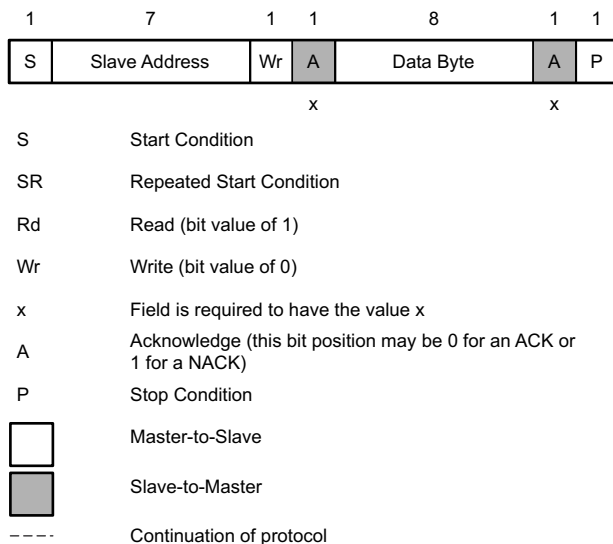 1 7 1 1 8 1 1
S Slave Address Wr A Data Byte A P
x x
S Start Condition
SR Repeated Start Condition
Rd Read (bit value of 1)
Wr Write (bit value of 0)
x Field is required to have the value x
A Acknowledge (this bit position may be 0 for an ACK or
1 for a NACK)
P Stop Condition
Master-to-Slave
Slave-to-Master
Continuation of protocol